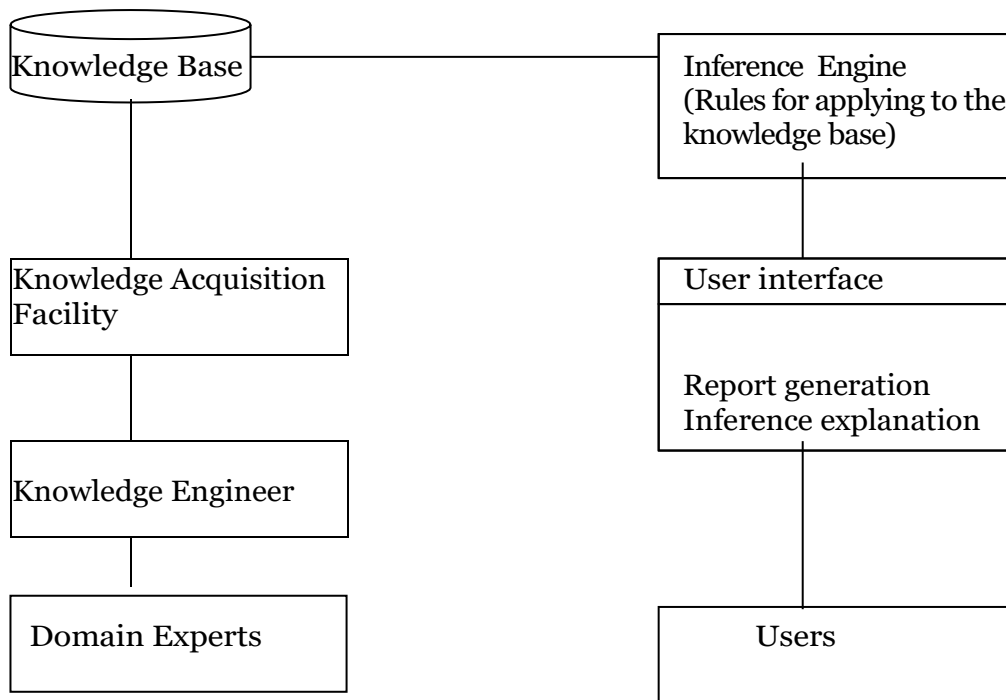 Knowledge Base
Inference Engine
(Rules for applying to the
knowledge base)
Knowledge Acquisition
Facility
User interface
Report generation
Inference explanation
Knowledge Engineer
Domain Experts
Users